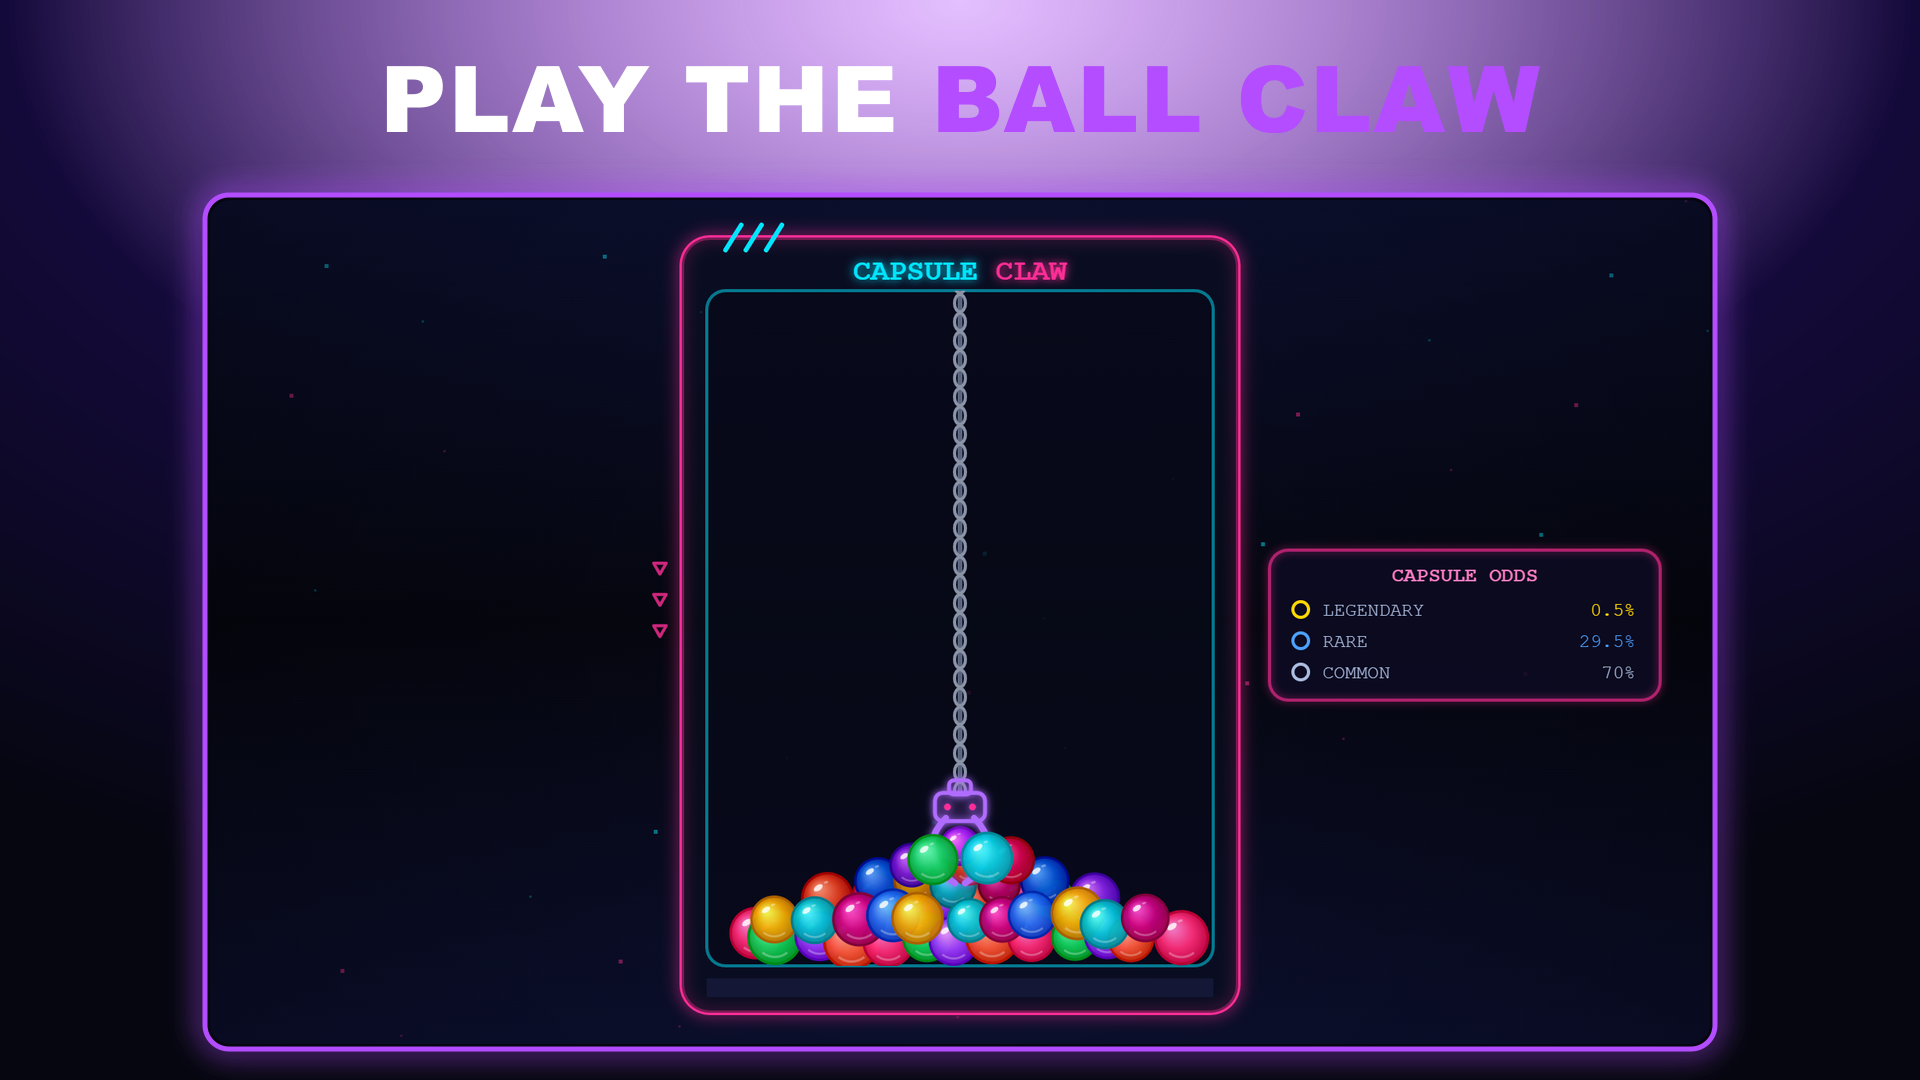 PLAY THE BALL CLAW
CAPSULE CLAW
CAPSULE ODDS
LEGENDARY 0.5%
RARE 29.5%
COMMON 70%